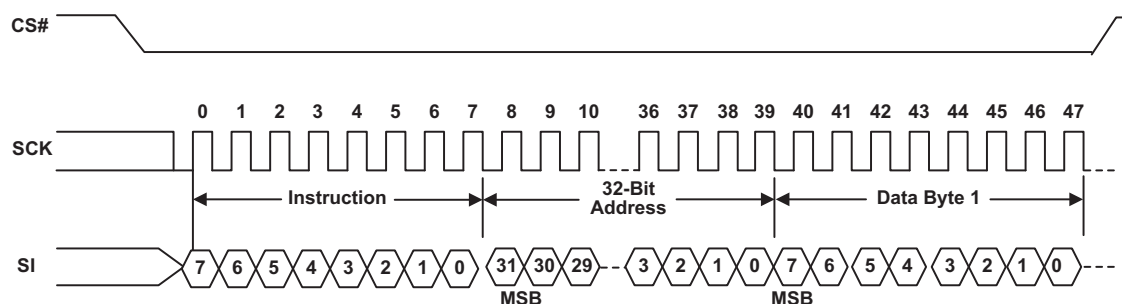 CS#
0 1 2 3 4 5 6 7 8 9 10 36 37 38 39 40 41 42 43 44 45 46 47
SCK
Instruction
32-Bit
Address
Data Byte 1
SI
7 6 5 4 3 2 1 0 31 30 29 3 2 1 0 7 6 5 4 3 2 1 0
MSB MSB